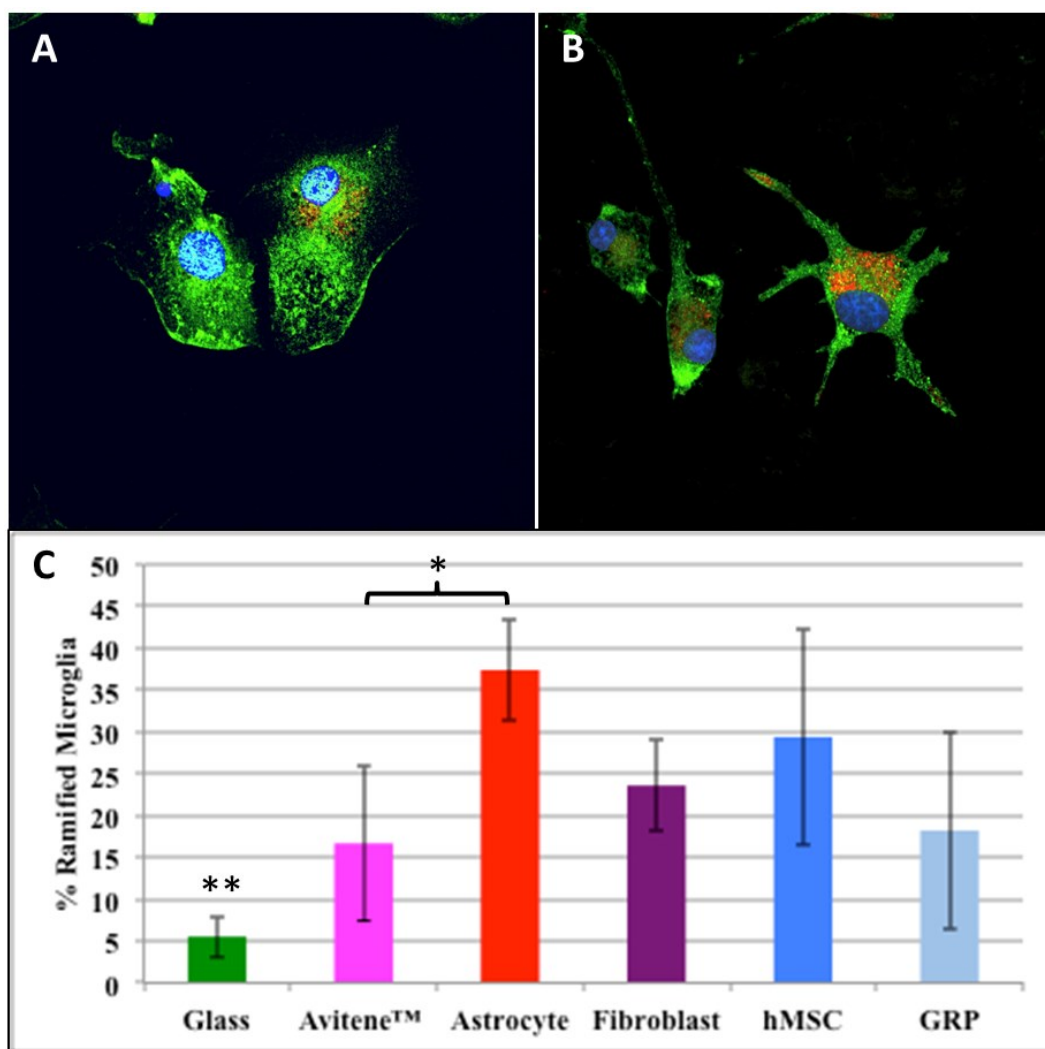 A
B
C
50
45
40
35
30
25
20
15
10
5
0
% Ramified Microglia
*
**
Glass Avitene™ Astrocyte Fibroblast hMSC GRP